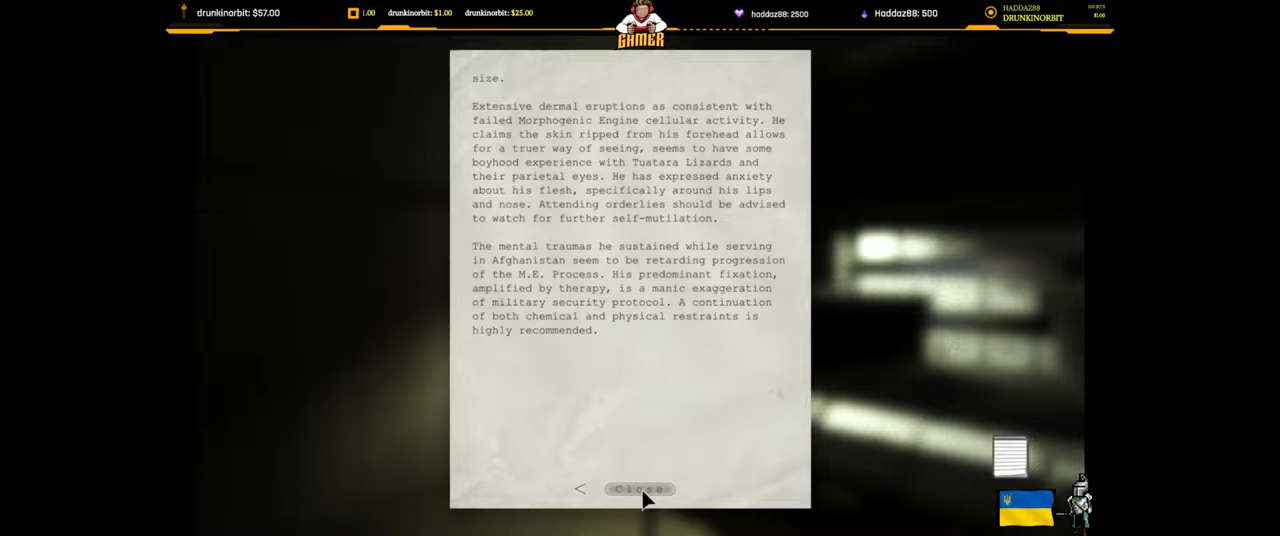 drunkinorbit: $57.00
1.00
drunkinorbit: $1.00
drunkinorbit: $25.00
GAMER
haddaz88: 2500
Haddaz88: 500
HADDAZ88
DRUNKINORBIT
500 BITS
$1.00
size.
Extensive dermal eruptions as consistent with
failed Morphogenic Engine cellular activity. He
claims the skin ripped from his forehead allows
for a truer way of seeing, seems to have some
boyhood experience with Tuatara Lizards and
their parietal eyes. He has expressed anxiety
about his flesh, specifically around his lips
and nose. Attending orderlies should be advised
to watch for further self-mutilation.
The mental traumas he sustained while serving
in Afghanistan seem to be retarding progression
of the M.E. Process. His predominant fixation,
amplified by therapy, is a manic exaggeration
of military security protocol. A continuation
of both chemical and physical restraints is
highly recommended.
< Close